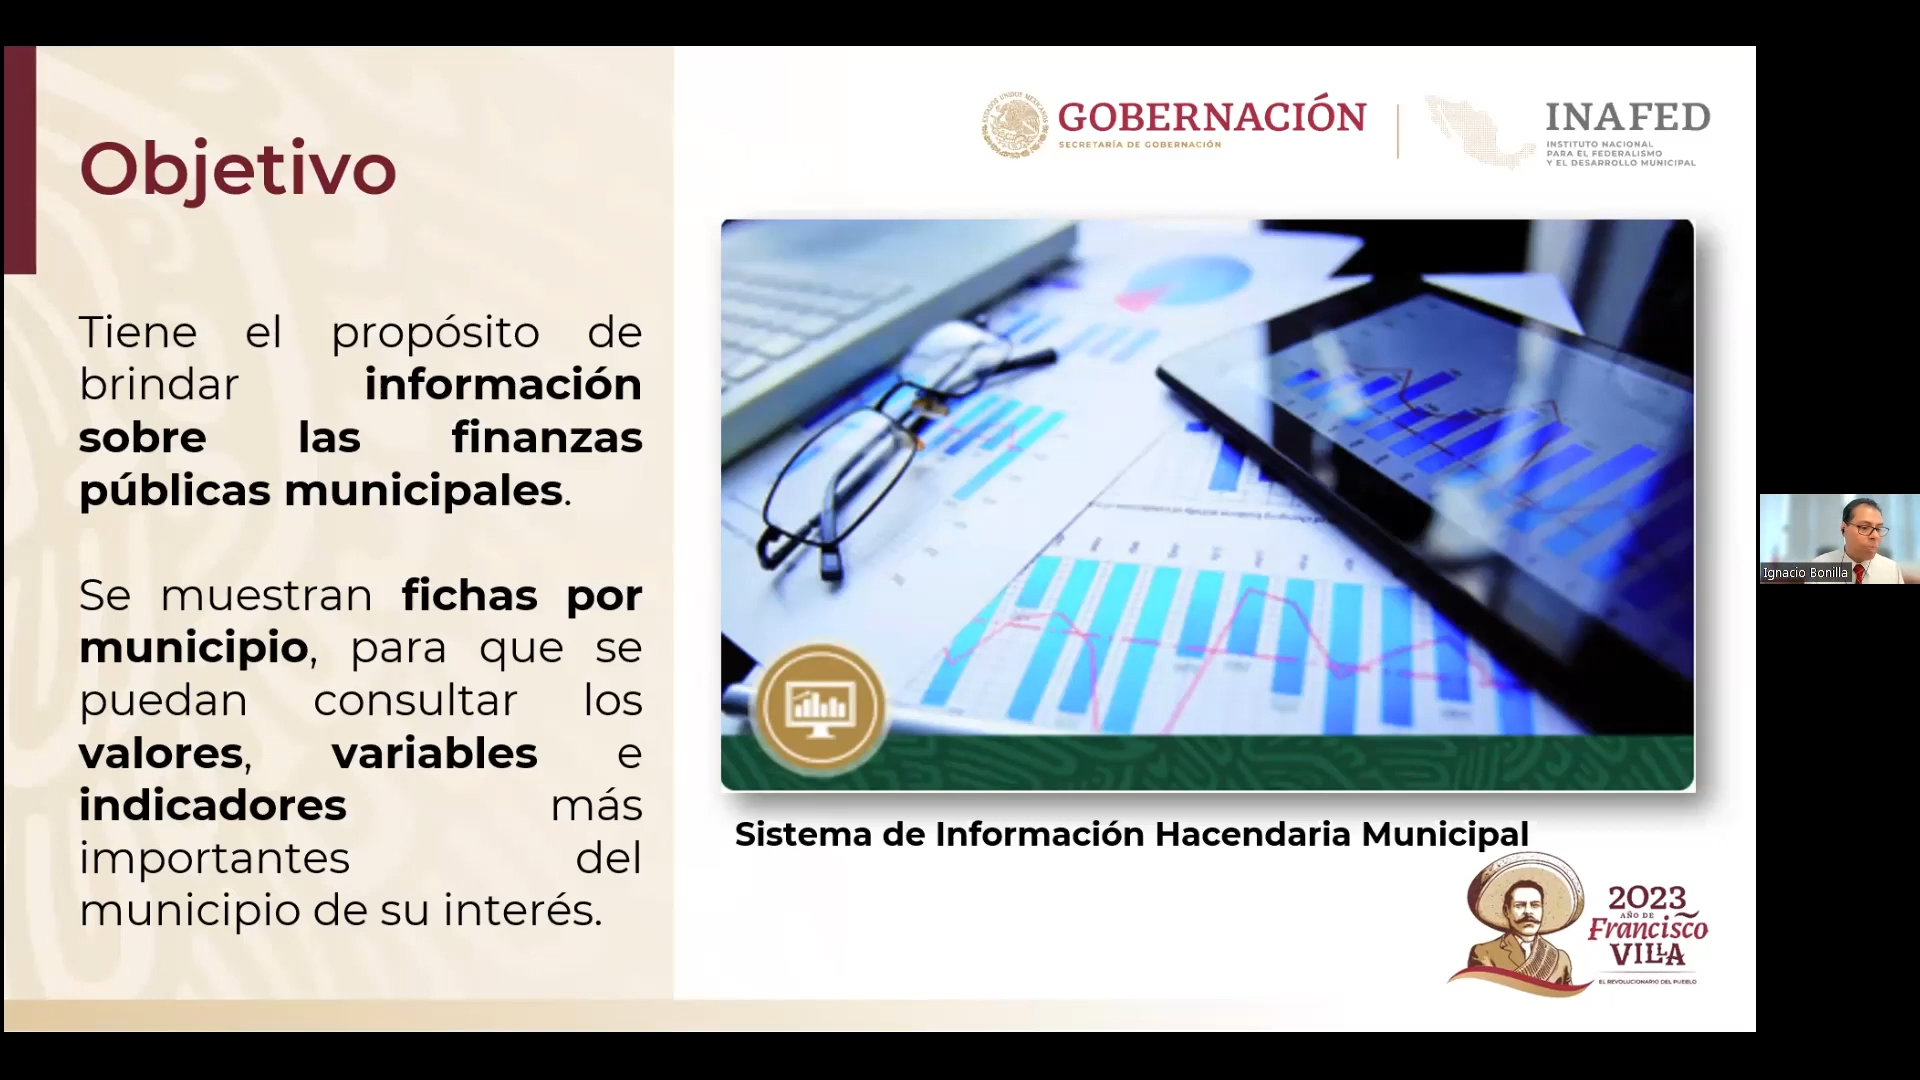 Objetivo
Tiene el propósito de
brindar información
sobre las finanzas
públicas municipales.
Se muestran fichas por
municipio, para que se
puedan consultar los
valores, variables e
indicadores más
importantes del
municipio de su interés.
GOBERNACIÓN
SECRETARÍA DE GOBERNACIÓN
INAFED
INSTITUTO NACIONAL
PARA EL FEDERALISMO
Y EL DESARROLLO MUNICIPAL
Sistema de Información Hacendaria Municipal
2023
AÑO DE
Francisco
VILLA
EL REVOLUCIONARIO DEL PUEBLO
Ignacio Bonilla